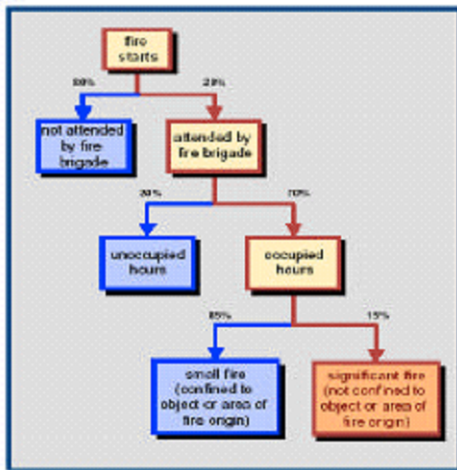 fire
starts
80%
20%
not attended
by fire
brigade
attended by
fire brigade
unoccupied
hours
occupied
hours
85%
15%
small fire
(confined to
object or area of
fire origin)
significant fire
(not confined to
object or area of
fire origin)